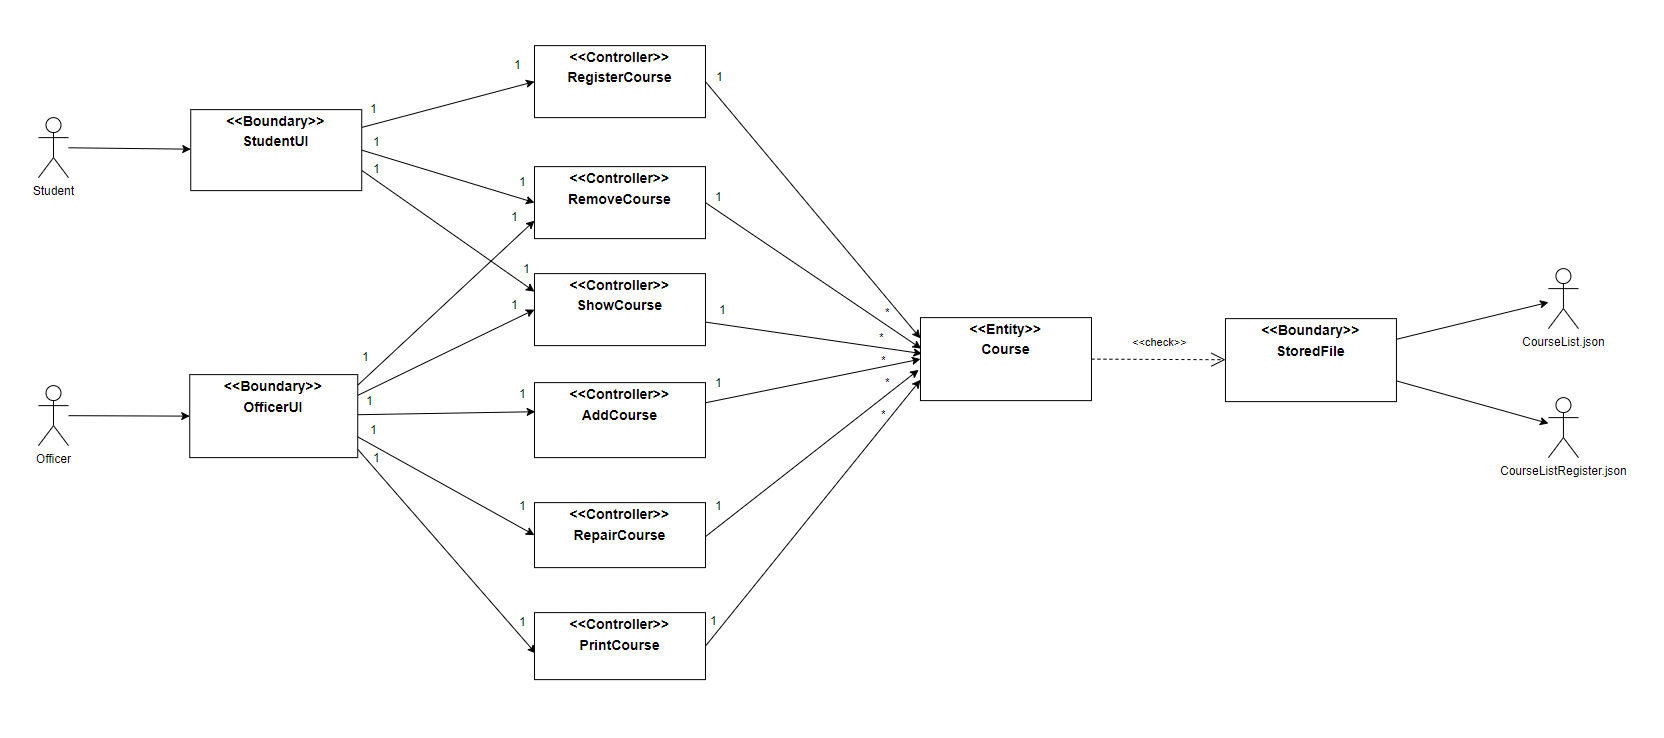 <<Controller>>
RegisterCourse
1
1
1
<<Boundary>>
StudentUI
1
1
1
Student
<<Controller>>
RemoveCourse
1
1
1
<<Controller>>
ShowCourse
1
1
1
*
*
*
*
*
<<Entity>>
Course
<<check>>
<<Boundary>>
StoredFile
CourseList.json
CourseListRegister.json
1
<<Boundary>>
OfficerUI
1
1
1
Officer
<<Controller>>
AddCourse
1
1
<<Controller>>
RepairCourse
1
1
<<Controller>>
PrintCourse
1
1